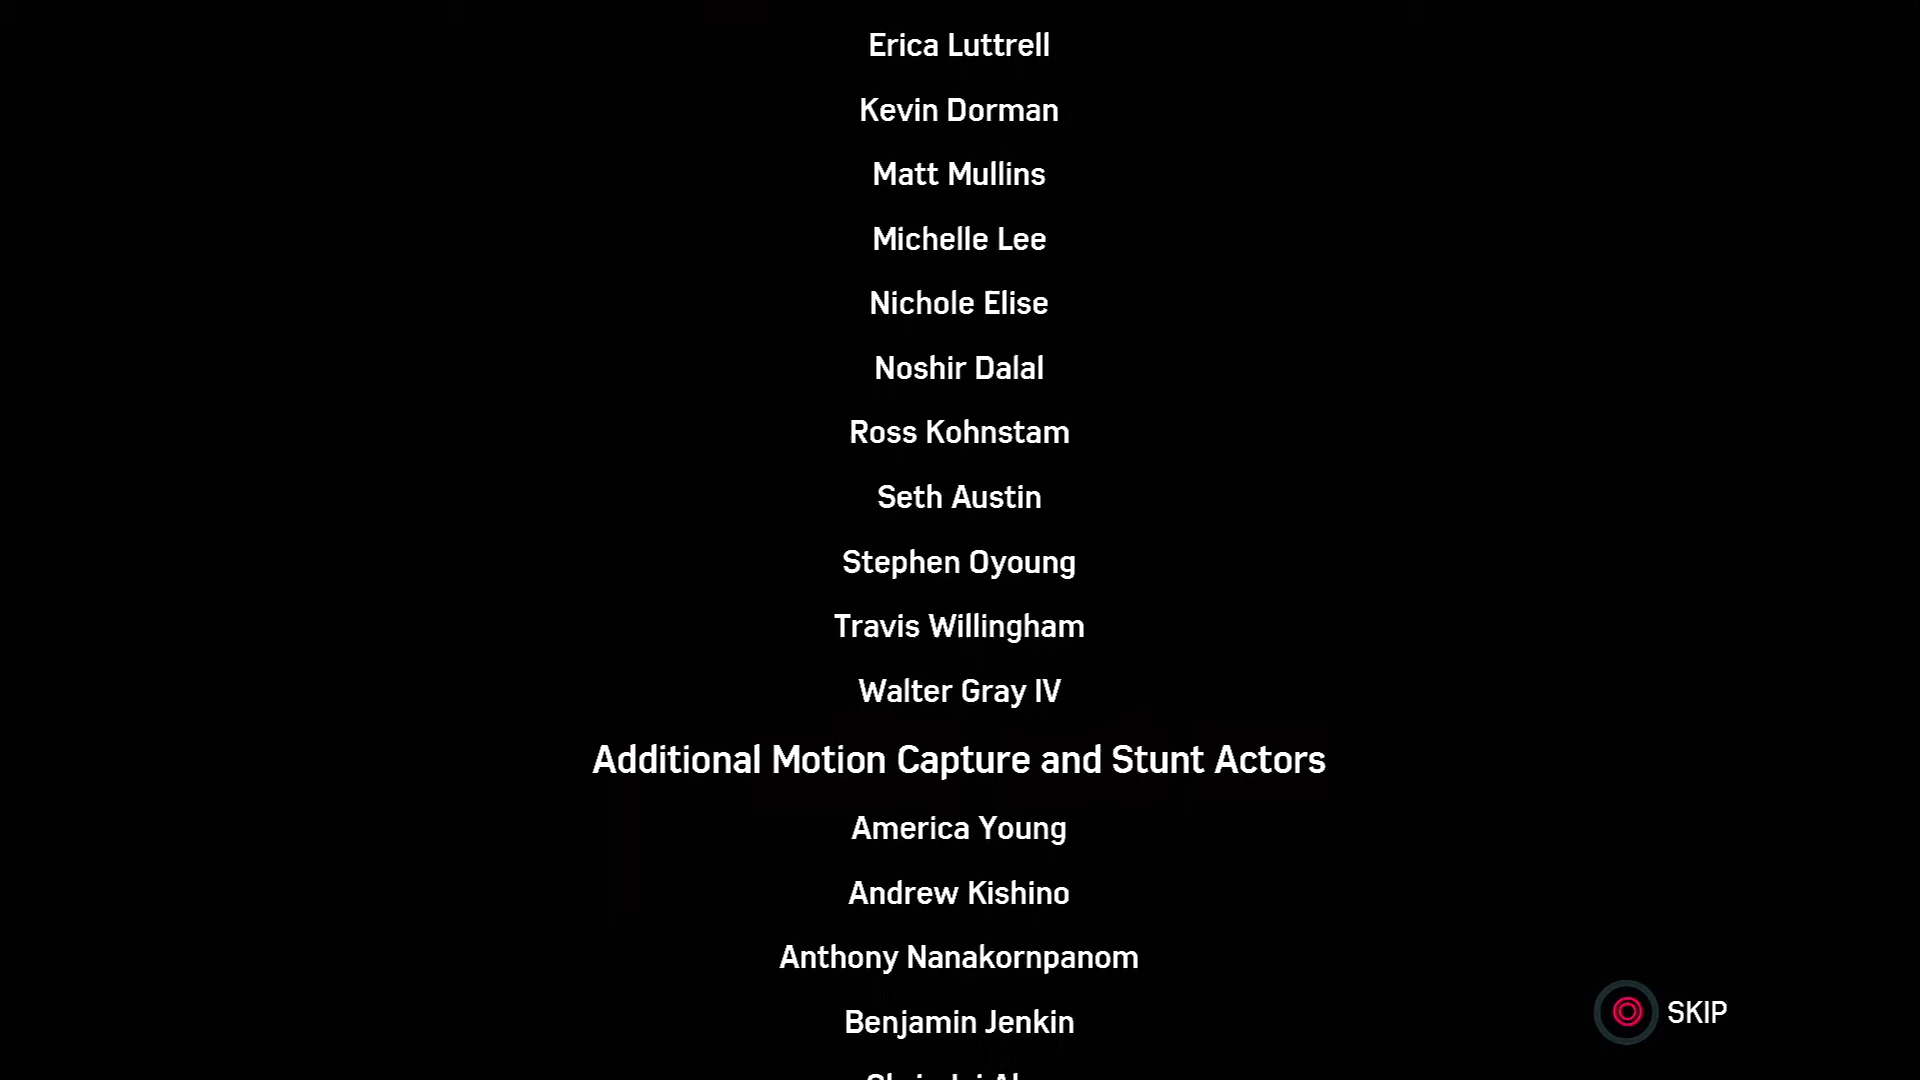 Erica Luttrell
Kevin Dorman
Matt Mullins
Michelle Lee
Nichole Elise
Noshir Dalal
Ross Kohnstam
Seth Austin
Stephen Oyoung
Travis Willingham
Walter Gray IV
Additional Motion Capture and Stunt Actors
America Young
Andrew Kishino
Anthony Nanakornpanom
Benjamin Jenkin
SKIP